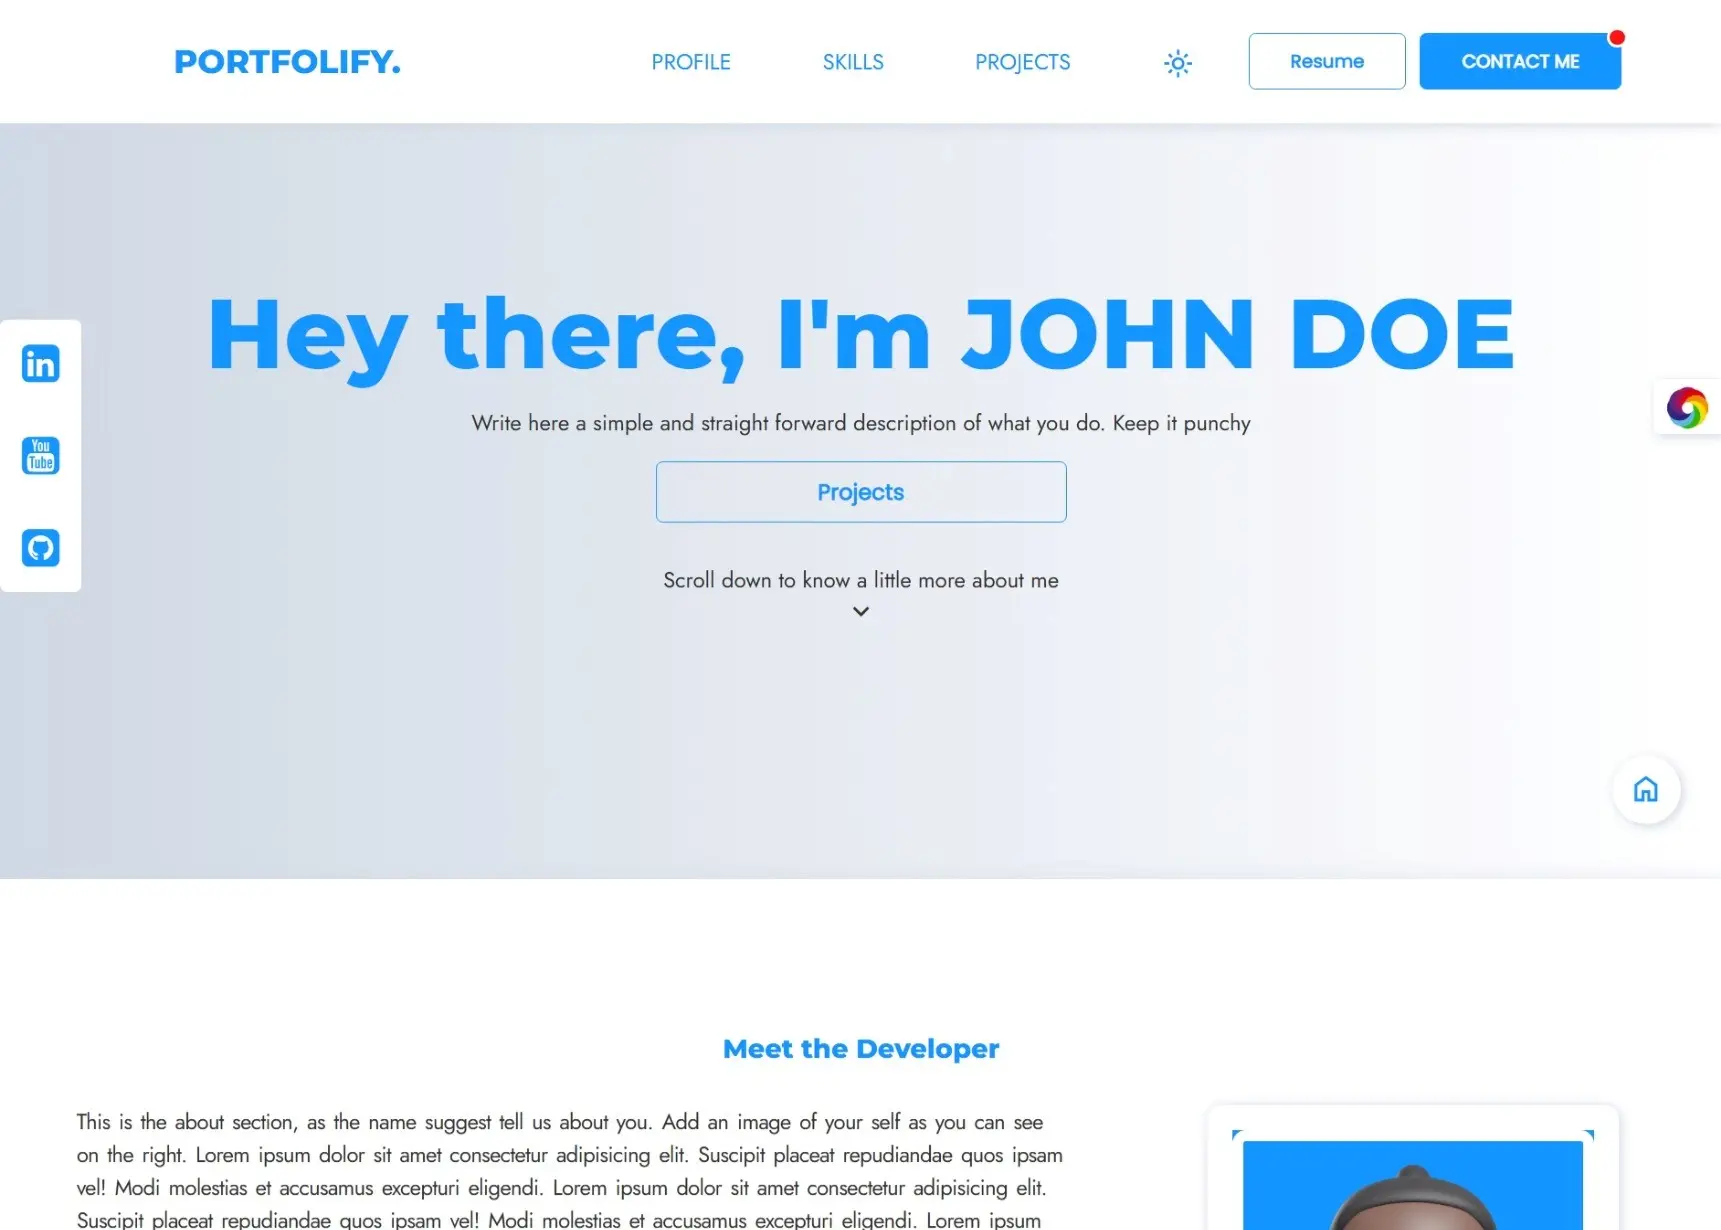 PORTFOLIFY.
PROFILE
SKILLS
PROJECTS
Resume
CONTACT ME
Hey there, I'm JOHN DOE
in
You
Tube
Write here a simple and straight forward description of what you do. Keep it punchy
Projects
Scroll down to know a little more about me
Meet the Developer
This is the about section, as the name suggest tell us about you. Add an image of your self as you can see
on the right. Lorem ipsum dolor sit amet consectetur adipisicing elit. Suscipit placeat repudiandae quos ipsam
vel! Modi molestias et accusamus excepturi eligendi. Lorem ipsum dolor sit amet consectetur adipisicing elit.
Suscipit placeat repudiandae quos ipsam vel! Modi molestias et accusamus excepturi eligendi. Lorem ipsum